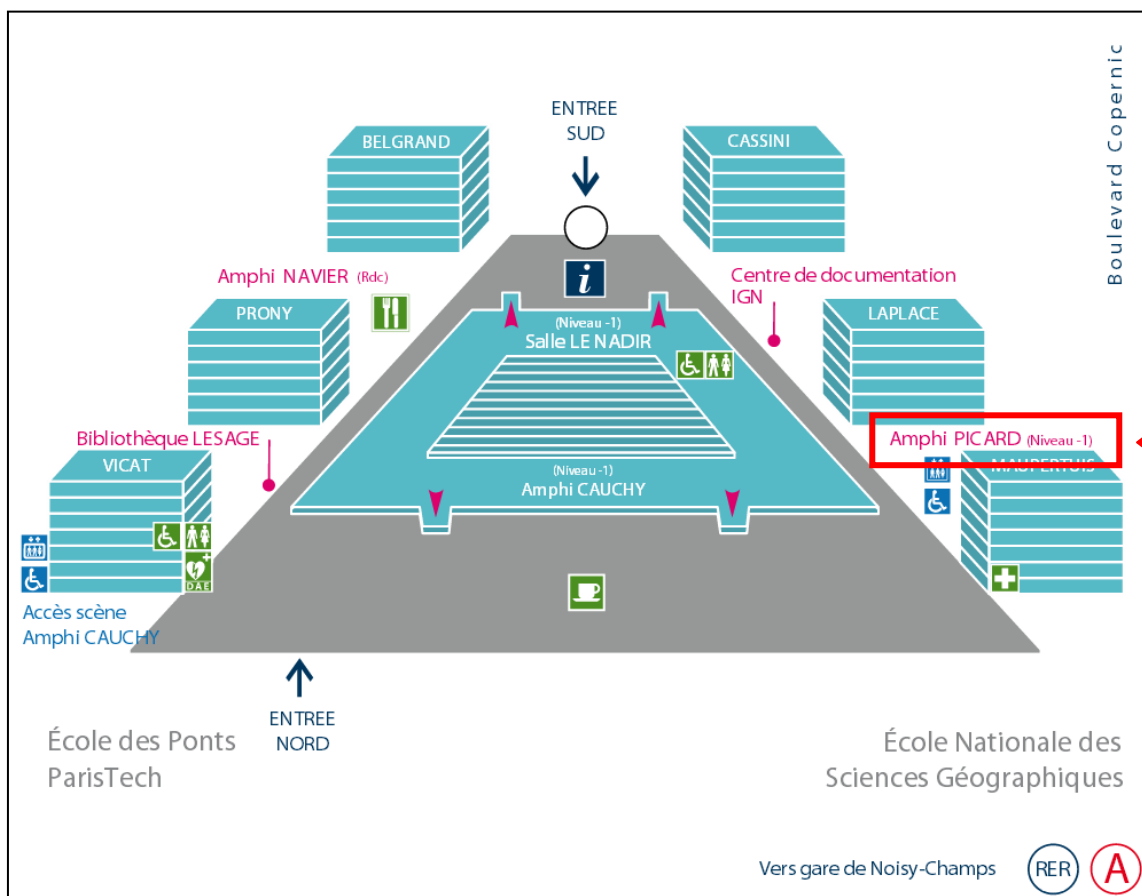 Boulevard Copernic
ENTREE
SUD
BELGRAND
CASSINI
Amphi NAVIER (Rdc)
i
Centre de documentation
IGN
PRONY
LAPLACE
(Niveau -1)
Salle LE NADIR
Bibliothèque LESAGE
Amphi PICARD (Niveau -1)
VICAT
MAUPERTUIS
(Niveau -1)
Amphi CAUCHY
DAE
Accès scène
Amphi CAUCHY
ENTREE
NORD
École des Ponts
ParisTech
École Nationale des
Sciences Géographiques
Vers gare de Noisy-Champs RER A